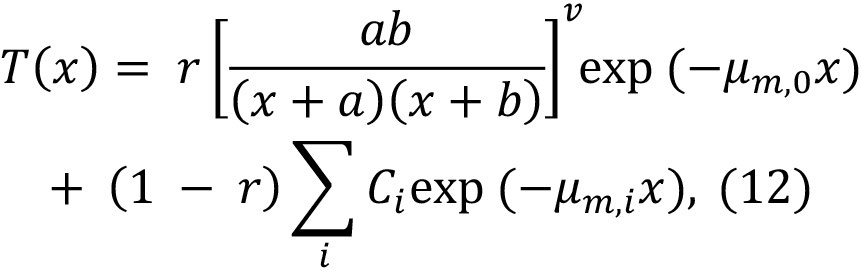 T(x) = r [ab / (x + a)(x + b)]^v exp (−μ_{m,0}x)
+ (1 − r) ∑_i C_i exp (−μ_{m,i}x), (12)